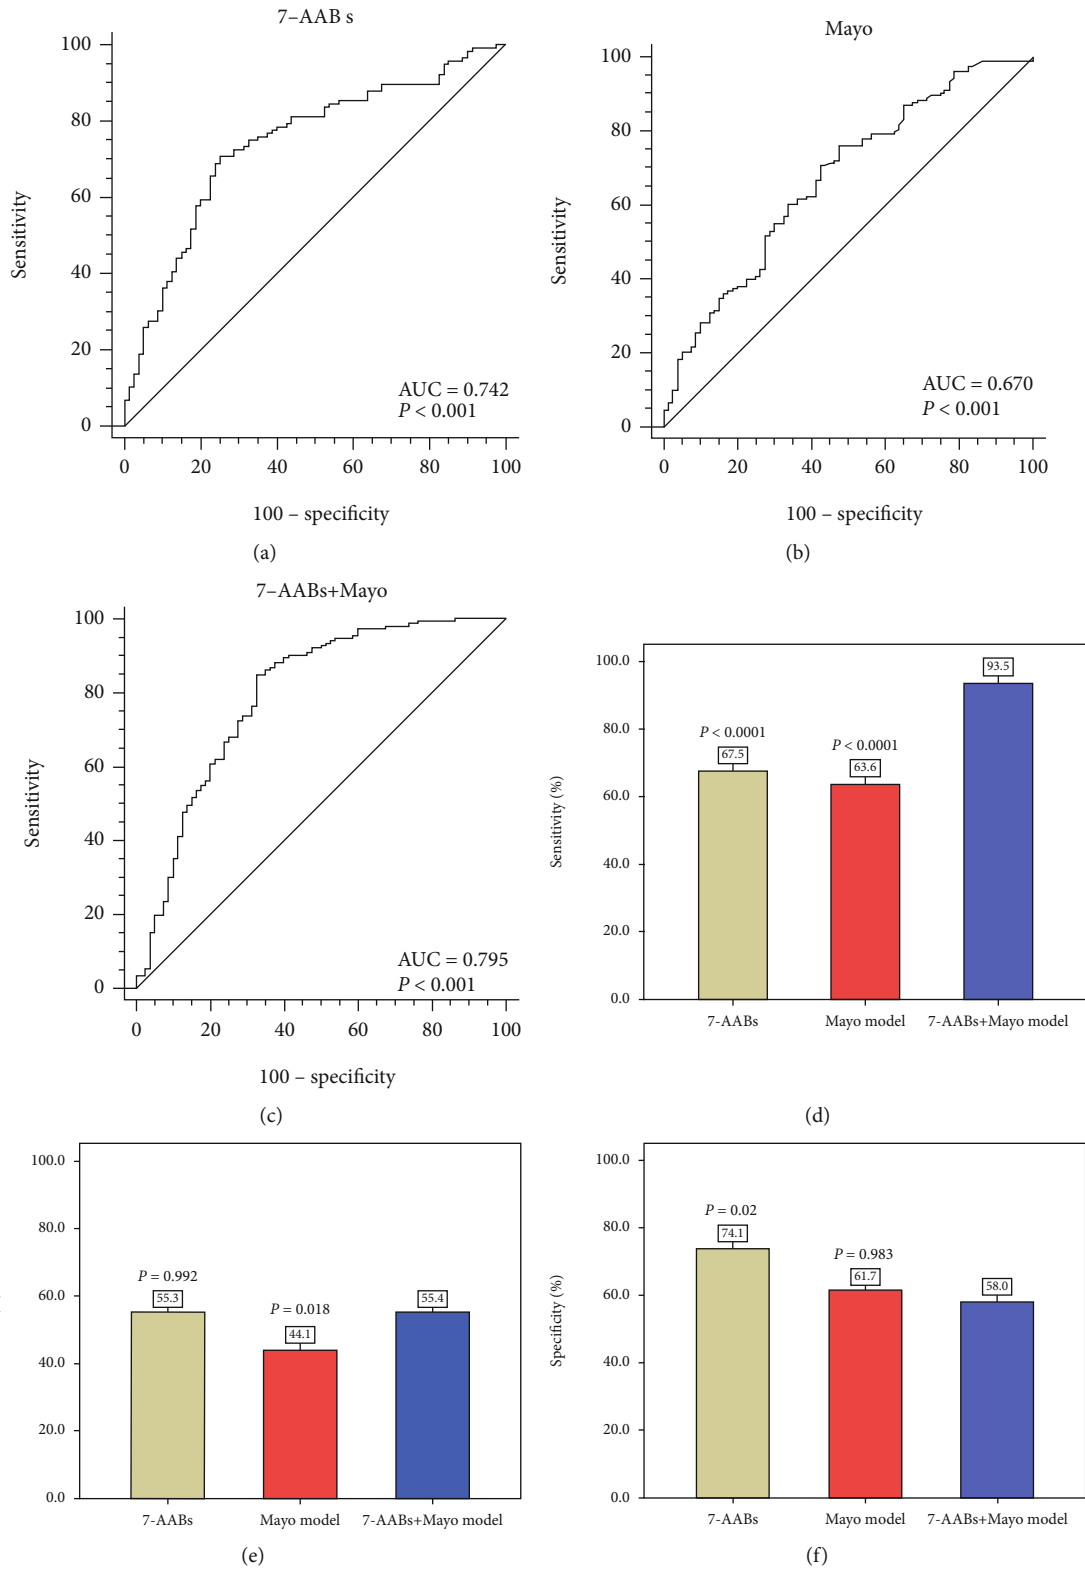 7–AAB s
100
80
60
40
20
0
Sensitivity
AUC = 0.742
P < 0.001
0 20 40 60 80 100
100 – specificity
(a)
Mayo
100
80
60
40
20
0
Sensitivity
AUC = 0.670
P < 0.001
0 20 40 60 80 100
100 – specificity
(b)
7–AABs+Mayo
100
80
60
40
20
0
Sensitivity
AUC = 0.795
P < 0.001
0 20 40 60 80 100
100 – specificity
(c)
100.0
80.0
60.0
40.0
20.0
0.0
Sensitivity (%)
P < 0.0001
67.5
P < 0.0001
63.6
93.5
7-AABs Mayo model 7-AABs+Mayo model
(d)
100.0
80.0
60.0
40.0
20.0
0.0
P = 0.992
55.3
P = 0.018
44.1
55.4
7-AABs Mayo model 7-AABs+Mayo model
(e)
100.0
80.0
60.0
40.0
20.0
0.0
Specificity (%)
P = 0.02
74.1
P = 0.983
61.7
58.0
7-AABs Mayo model 7-AABs+Mayo model
(f)